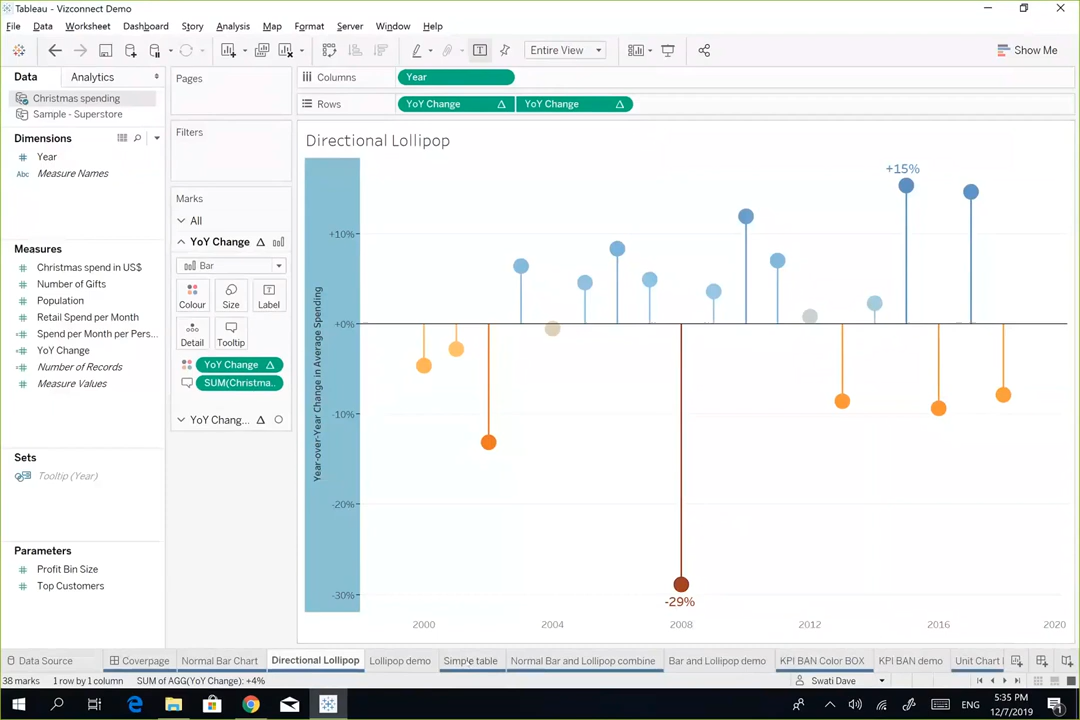 Tableau - Vizconnect Demo
File Data Worksheet Dashboard Story Analysis Map Format Server Window Help
Entire View
Show Me
Data Analytics
Christmas spending
Sample - Superstore
Dimensions
# Year
Abc Measure Names
Measures
# Christmas spend in US$
# Number of Gifts
# Population
# Retail Spend per Month
# Spend per Month per Pers...
# YoY Change
# Number of Records
# Measure Values
Sets
Tooltip (Year)
Parameters
# Profit Bin Size
# Top Customers
Pages
Filters
Marks
All
YoY Change
Bar
Colour Size Label
Detail Tooltip
YoY Change
SUM(Christma..
YoY Chang...
Columns Year
Rows YoY Change YoY Change
Directional Lollipop
Year-over-Year Change in Average Spending
+10%
+0%
-10%
-20%
-30%
+15%
-29%
2000 2004 2008 2012 2016 2020
Data Source Coverpage Normal Bar Chart Directional Lollipop Lollipop demo Simple table Normal Bar and Lollipop combine Bar and Lollipop demo KPI BAN Color BOX KPI BAN demo Unit Chart
38 marks 1 row by 1 column SUM of AGG(YoY Change): +4% Swati Dave
ENG
5:35 PM
12/7/2019
1